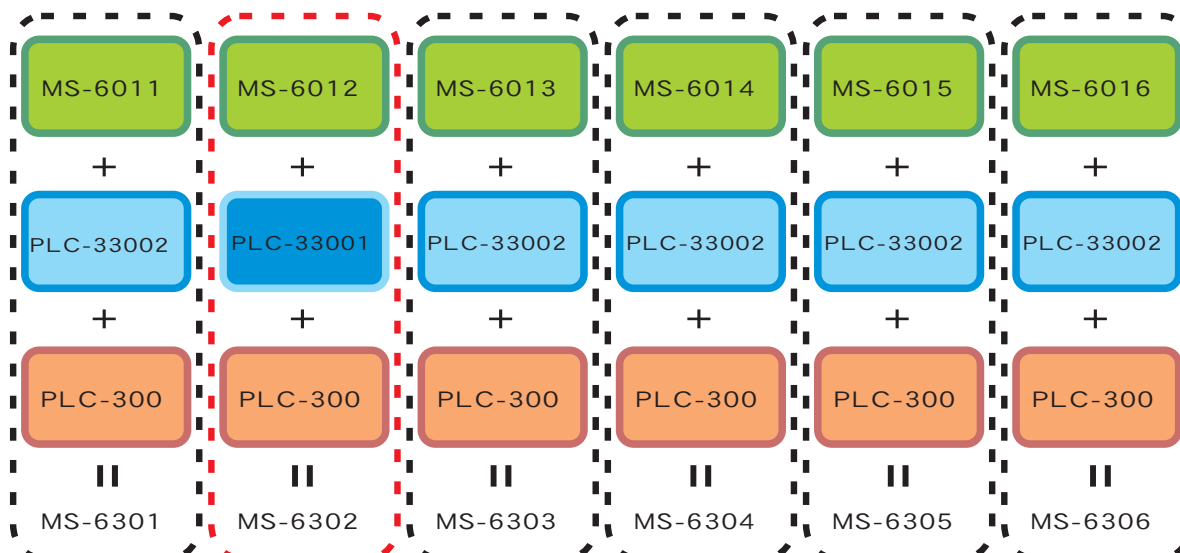 MS-6011 MS-6012 MS-6013 MS-6014 MS-6015 MS-6016
+ + + + + +
PLC-33002 PLC-33001 PLC-33002 PLC-33002 PLC-33002 PLC-33002
+ + + + + +
PLC-300 PLC-300 PLC-300 PLC-300 PLC-300 PLC-300
= = = = = =
MS-6301 MS-6302 MS-6303 MS-6304 MS-6305 MS-6306